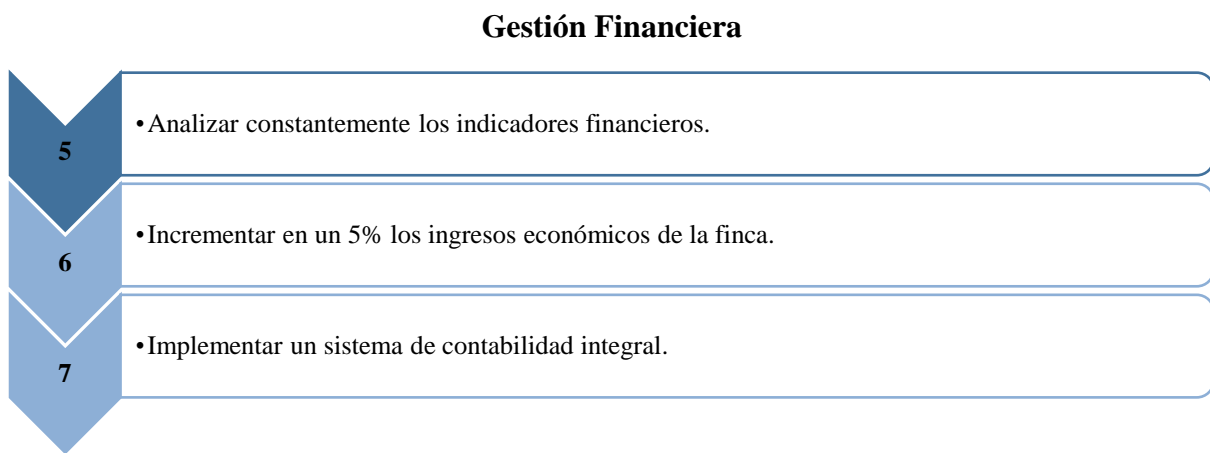 Gestión Financiera
5
•Analizar constantemente los indicadores financieros.
6
•Incrementar en un 5% los ingresos económicos de la finca.
7
•Implementar un sistema de contabilidad integral.